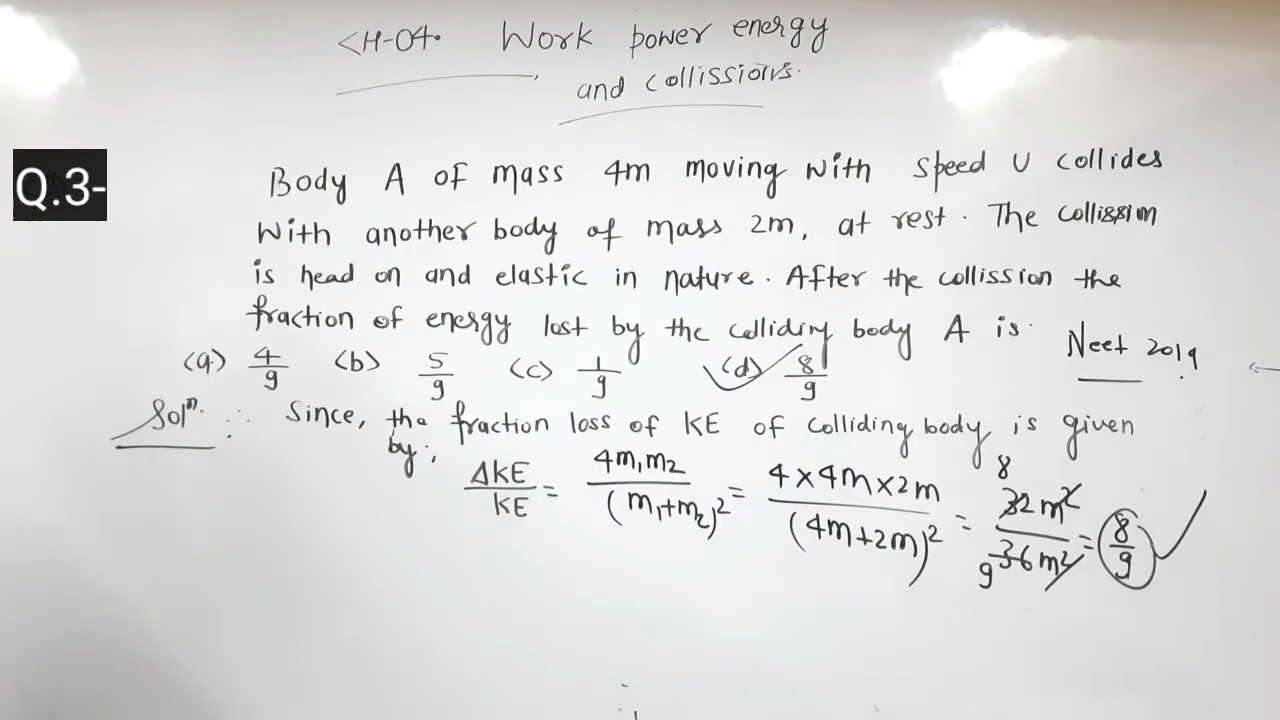 CH-04. Work power energy
and collissions.
Q.3-
Body A of mass 4m moving with speed U collides
with another body of mass 2m, at rest. The collission
is head on and elastic in nature. After the collission the
fraction of energy lost by the colliding body A is. Neet 2019
(a) 4/9 (b) 5/9 (c) 1/9 (d) 8/9
Solⁿ. ∴ Since, the fraction loss of KE of colliding body is given
by;
ΔKE/KE = 4m₁m₂/(m₁+m₂)² = 4×4m×2m/(4m+2m)² = 32m²/36m² = 8/9
8
9